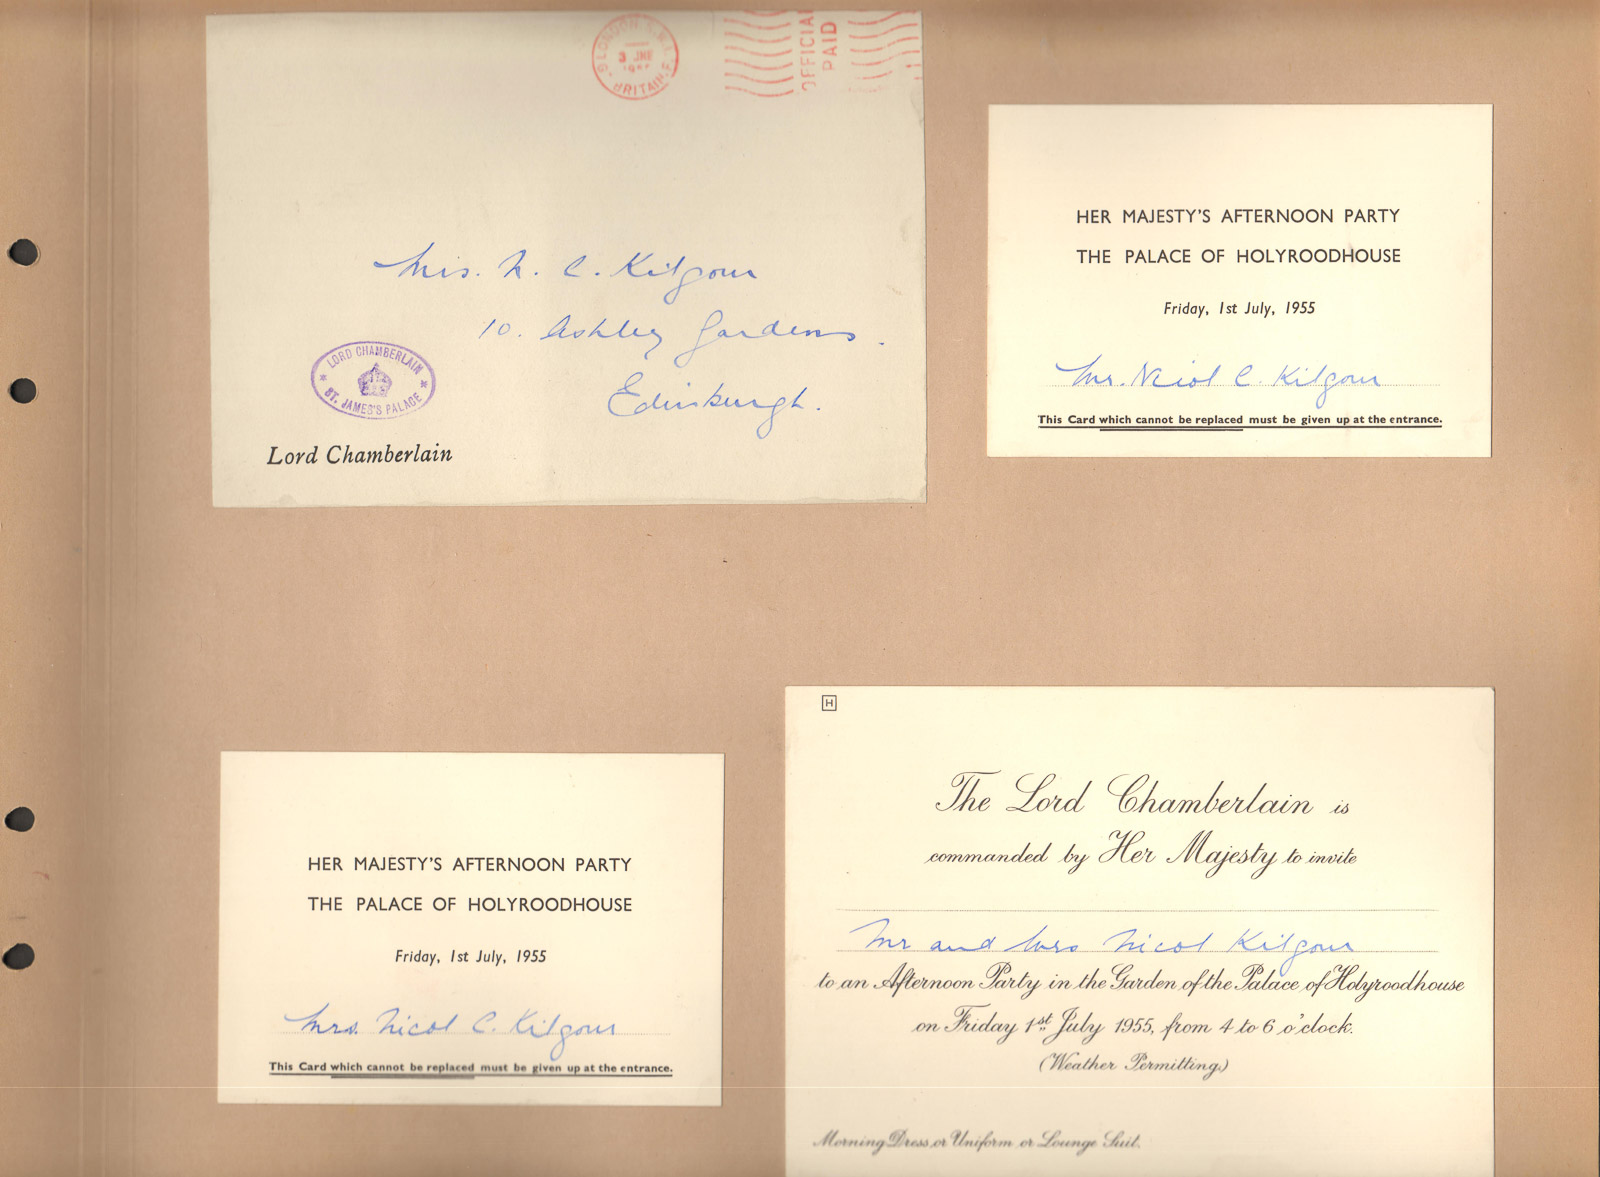 LONDON S.W.1.
3 JNE
GT. BRITAIN
OFFICIAL
PAID
Mrs. N. C. Kilgour
10. Ashley Gardens.
Edinburgh.
LORD CHAMBERLAIN
ST. JAMES'S PALACE
Lord Chamberlain
HER MAJESTY'S AFTERNOON PARTY
THE PALACE OF HOLYROODHOUSE
Friday, 1st July, 1955
Mr. Nicol C. Kilgour
This Card which cannot be replaced must be given up at the entrance.
HER MAJESTY'S AFTERNOON PARTY
THE PALACE OF HOLYROODHOUSE
Friday, 1st July, 1955
Mrs. Nicol C. Kilgour
This Card which cannot be replaced must be given up at the entrance.
H
The Lord Chamberlain is
commanded by Her Majesty to invite
Mr and Mrs Nicol Kilgour
to an Afternoon Party in the Garden of the Palace of Holyroodhouse
on Friday 1st July 1955, from 4 to 6 o'clock.
(Weather Permitting)
Morning Dress, or Uniform or Lounge Suit.